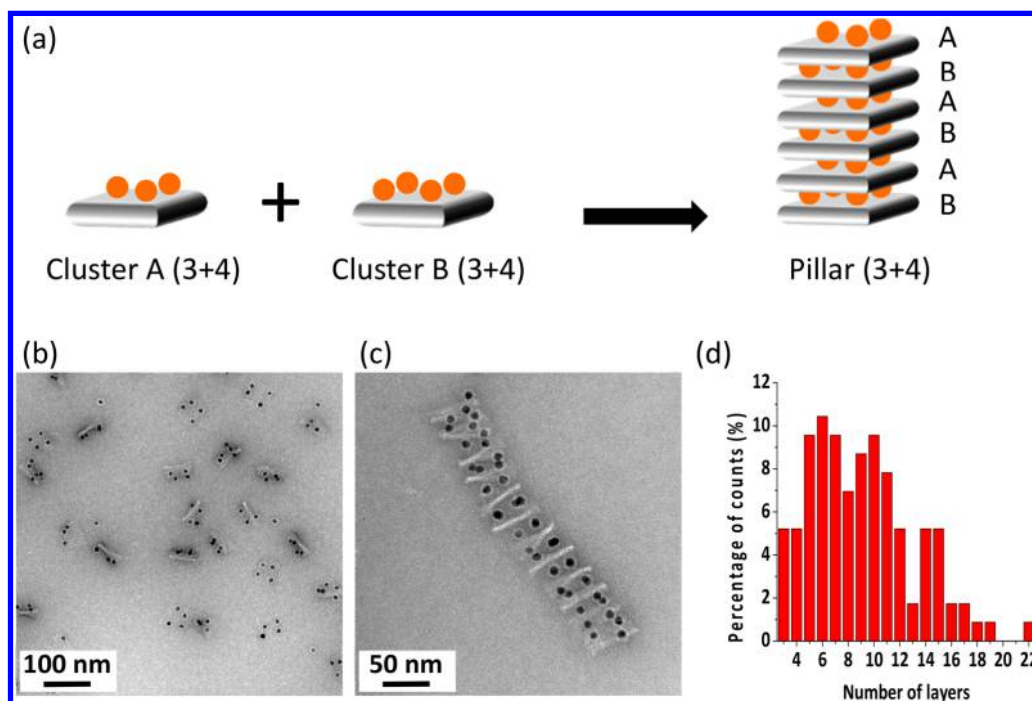 (a)
A
B
A
B
A
B
Cluster A (3+4)
+
Cluster B (3+4)
Pillar (3+4)
(b)
(c)
(d)
100 nm
50 nm
Percentage of counts (%)
12
10
8
6
4
2
0
4 6 8 10 12 14 16 18 20 22
Number of layers